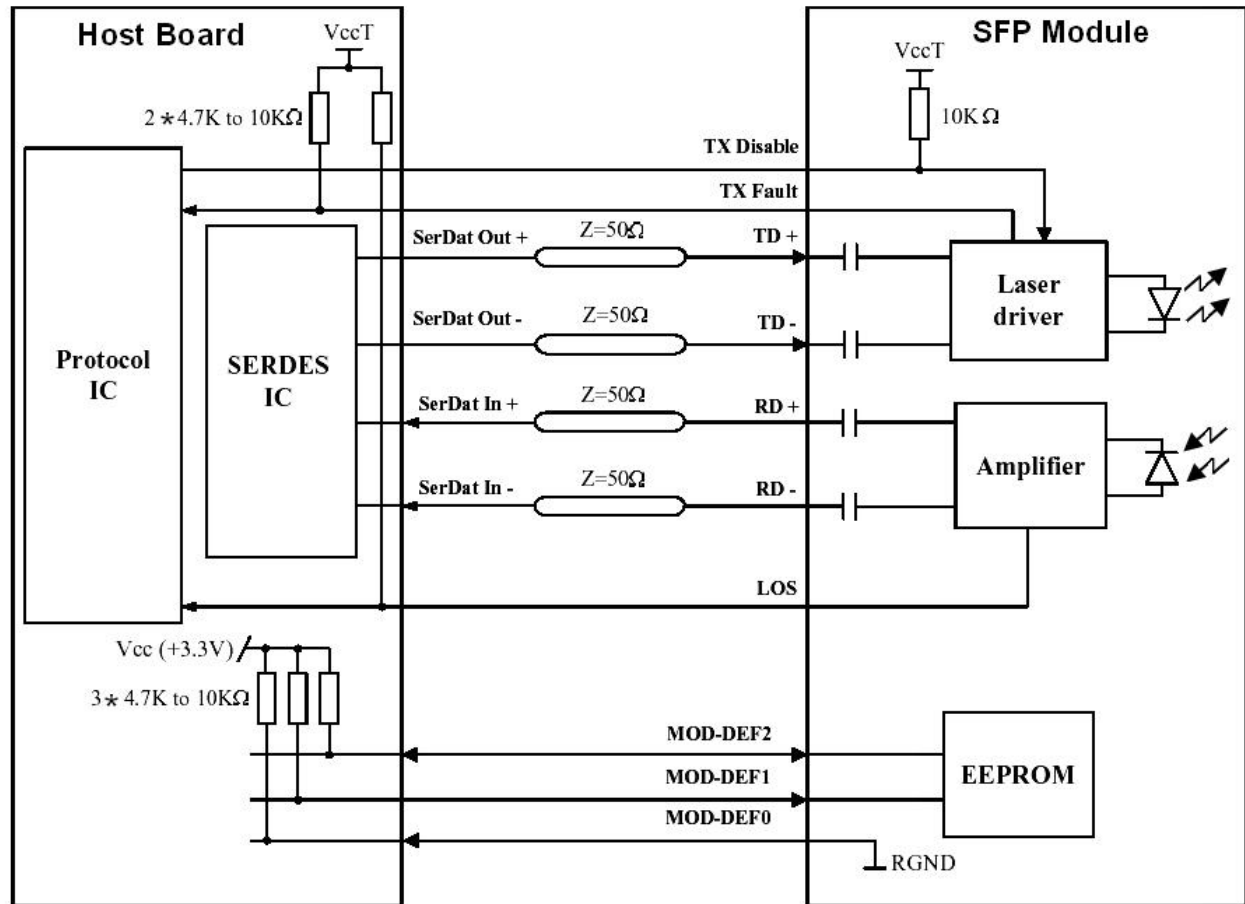 Host Board
SFP Module
VccT
VccT
2 * 4.7K to 10KΩ
10K Ω
TX Disable
TX Fault
SerDat Out +
Z=50Ω
TD +
SerDat Out -
Z=50Ω
TD -
Laser
driver
Protocol
IC
SERDES
IC
SerDat In +
Z=50Ω
RD +
SerDat In -
Z=50Ω
RD -
Amplifier
LOS
Vcc (+3.3V)
3 * 4.7K to 10KΩ
MOD-DEF2
MOD-DEF1
MOD-DEF0
EEPROM
RGND